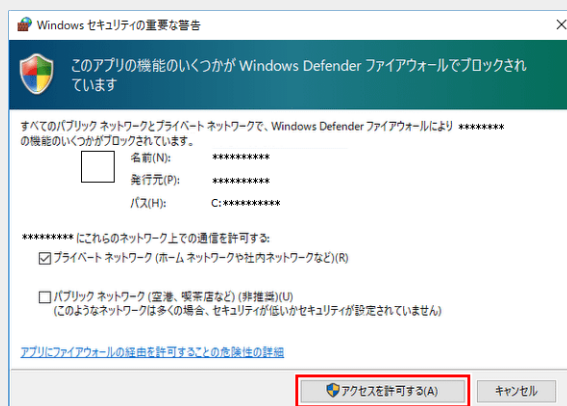 Windows セキュリティの重要な警告
このアプリの機能のいくつかが Windows Defender ファイアウォールでブロックされ
ています
すべてのパブリック ネットワークとプライベート ネットワークで、Windows Defender ファイアウォールにより ********
の機能のいくつかがブロックされています。
名前(N): **********
発行元(P): **********
パス(H): C:**********
********* にこれらのネットワーク上での通信を許可する:
プライベート ネットワーク (ホーム ネットワークや社内ネットワークなど)(R)
パブリック ネットワーク (空港、喫茶店など) (非推奨)(U)
(このようなネットワークは多くの場合、セキュリティが低いかセキュリティが設定されていません)
アプリにファイアウォールの経由を許可することの危険性の詳細
アクセスを許可する(A) キャンセル